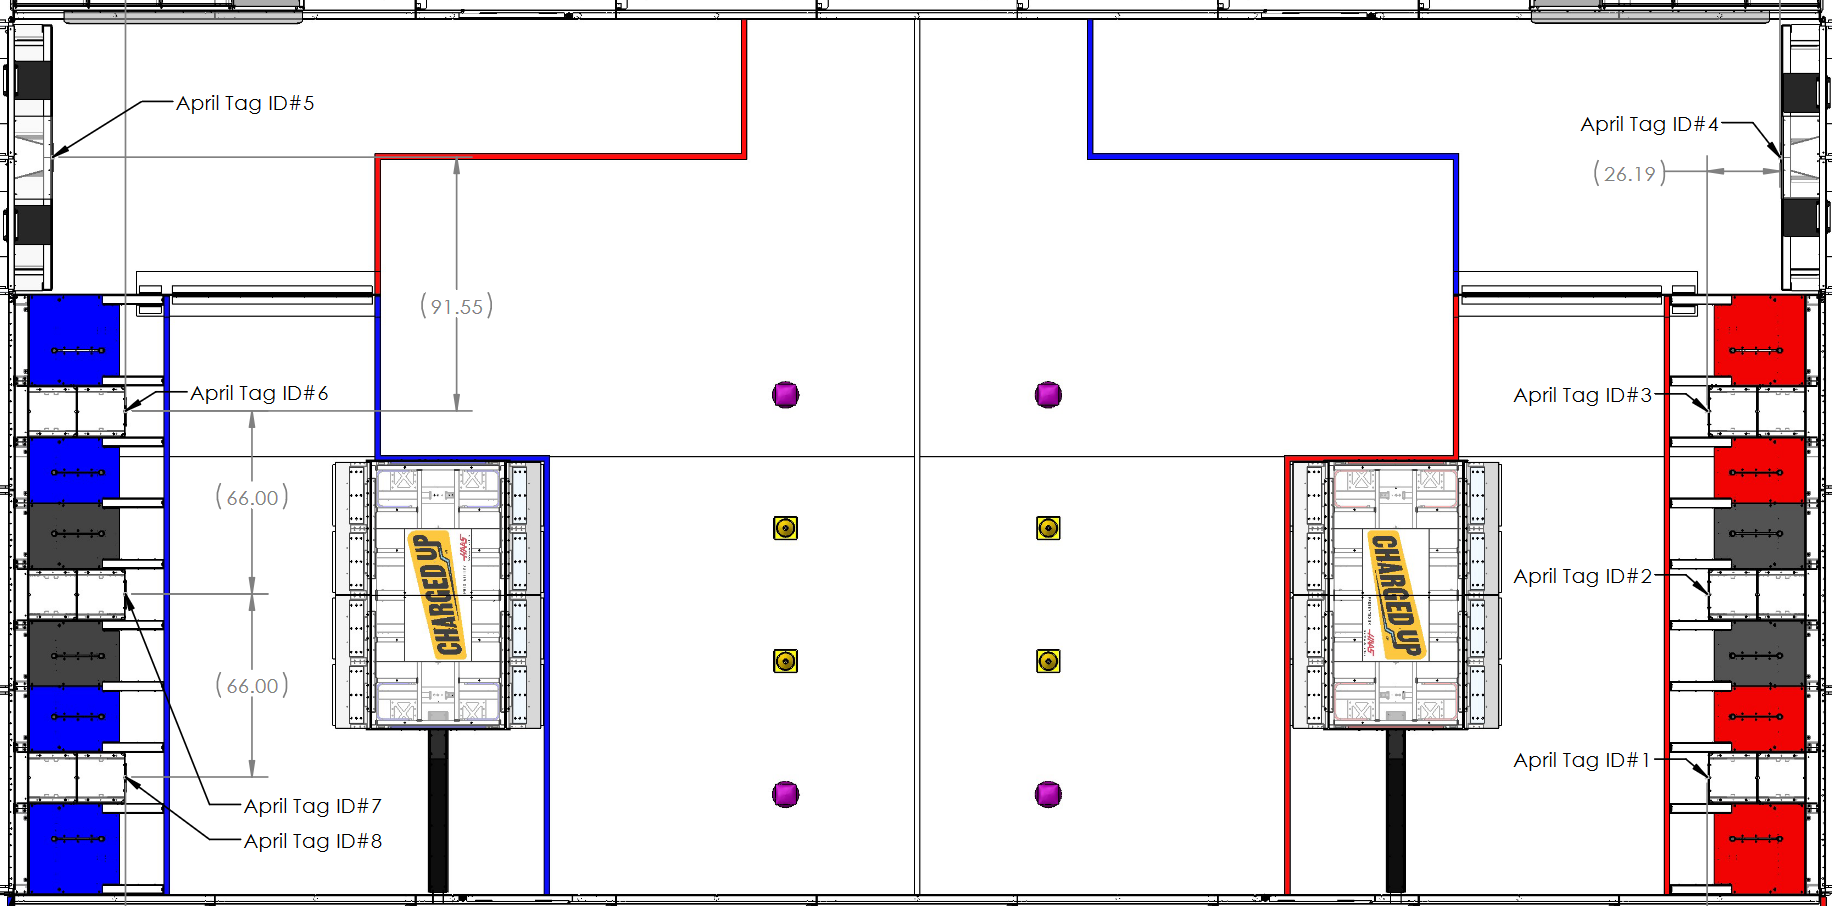 April Tag ID#5
April Tag ID#4
(26.19)
(91.55)
April Tag ID#6
April Tag ID#3
(66.00)
CHARGED UP
HAAS
CHARGED UP
HAAS
April Tag ID#2
(66.00)
April Tag ID#1
April Tag ID#7
April Tag ID#8